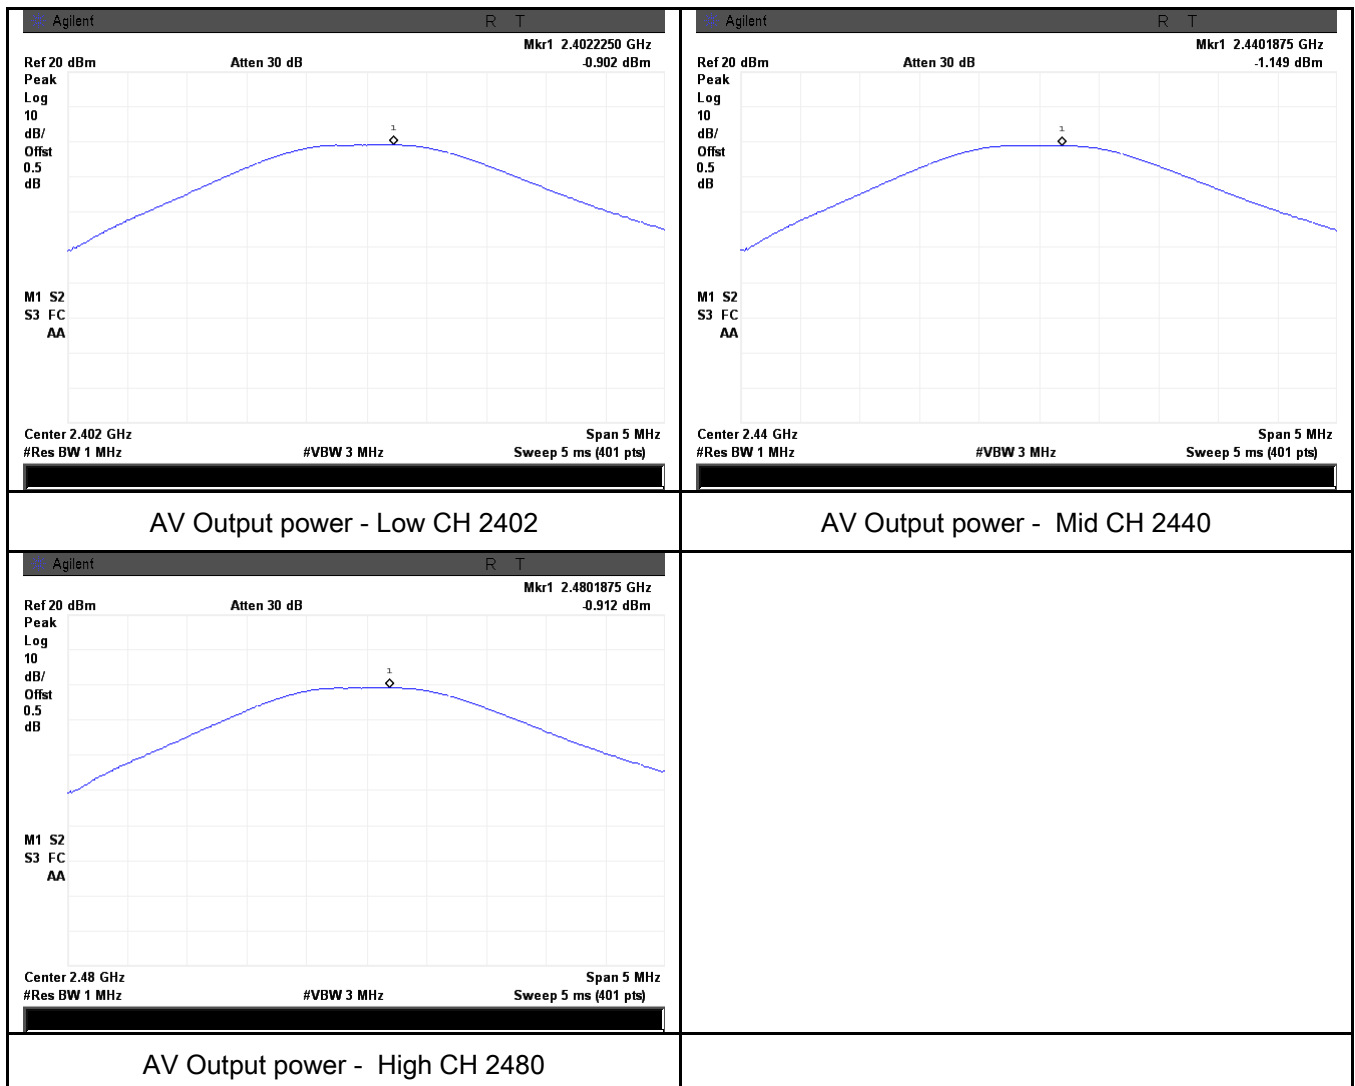 Agilent R T
Mkr1 2.4022250 GHz
Ref 20 dBm Atten 30 dB -0.902 dBm
Peak
Log
10
dB/
Offst
0.5
dB
1
M1 S2
S3 FC
AA
Center 2.402 GHz Span 5 MHz
#Res BW 1 MHz #VBW 3 MHz Sweep 5 ms (401 pts)
AV Output power - Low CH 2402
Agilent R T
Mkr1 2.4401875 GHz
Ref 20 dBm Atten 30 dB -1.149 dBm
Peak
Log
10
dB/
Offst
0.5
dB
1
M1 S2
S3 FC
AA
Center 2.44 GHz Span 5 MHz
#Res BW 1 MHz #VBW 3 MHz Sweep 5 ms (401 pts)
AV Output power - Mid CH 2440
Agilent R T
Mkr1 2.4801875 GHz
Ref 20 dBm Atten 30 dB -0.912 dBm
Peak
Log
10
dB/
Offst
0.5
dB
1
M1 S2
S3 FC
AA
Center 2.48 GHz Span 5 MHz
#Res BW 1 MHz #VBW 3 MHz Sweep 5 ms (401 pts)
AV Output power - High CH 2480